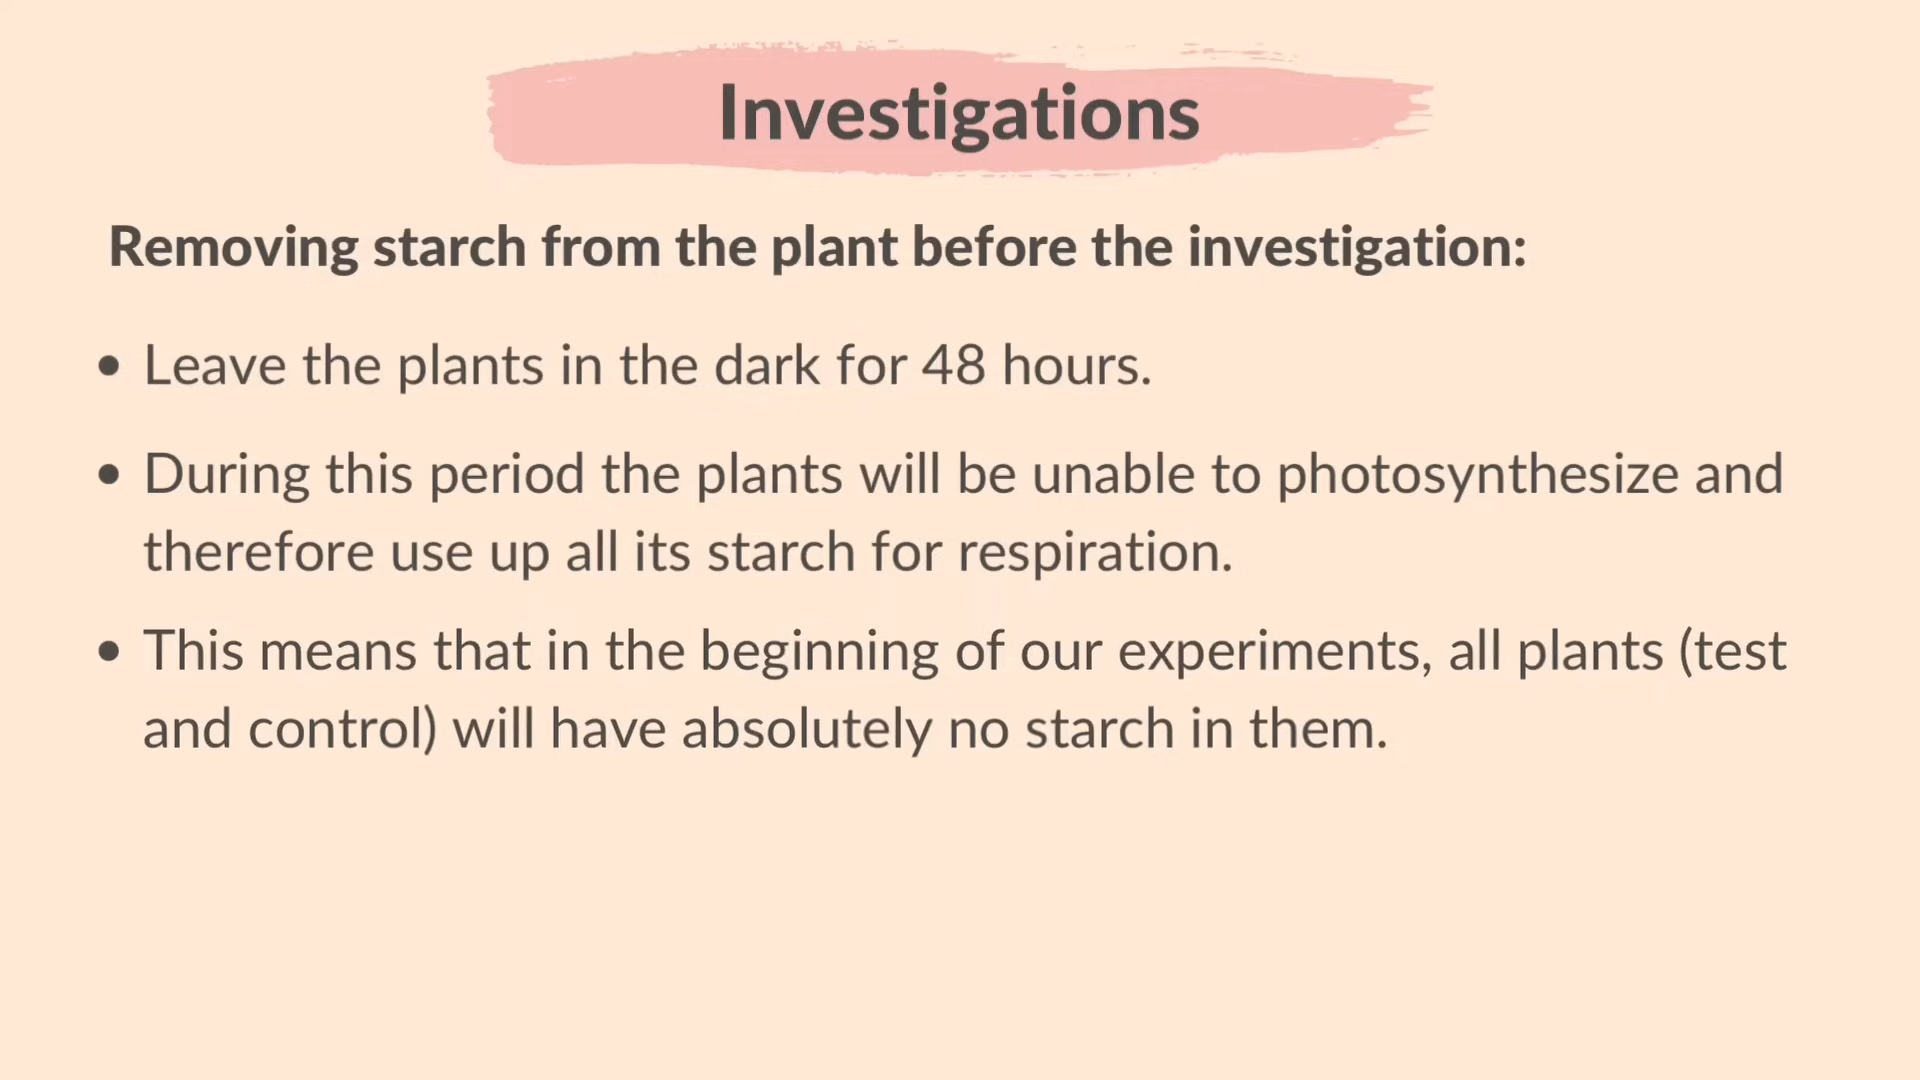 Investigations
Removing starch from the plant before the investigation:
• Leave the plants in the dark for 48 hours.
• During this period the plants will be unable to photosynthesize and
therefore use up all its starch for respiration.
• This means that in the beginning of our experiments, all plants (test
and control) will have absolutely no starch in them.